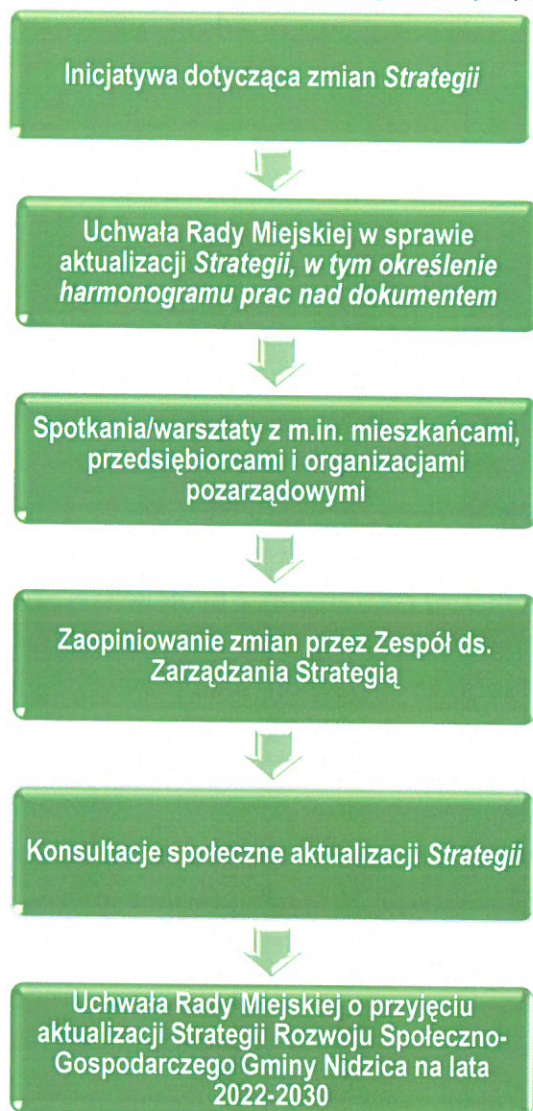 Inicjatywa dotycząca zmian Strategii
Uchwała Rady Miejskiej w sprawie
aktualizacji Strategii, w tym określenie
harmonogramu prac nad dokumentem
Spotkania/warsztaty z m.in. mieszkańcami,
przedsiębiorcami i organizacjami
pozarządowymi
Zaopiniowanie zmian przez Zespół ds.
Zarządzania Strategią
Konsultacje społeczne aktualizacji Strategii
Uchwała Rady Miejskiej o przyjęciu
aktualizacji Strategii Rozwoju Społeczno-
Gospodarczego Gminy Nidzica na lata
2022-2030